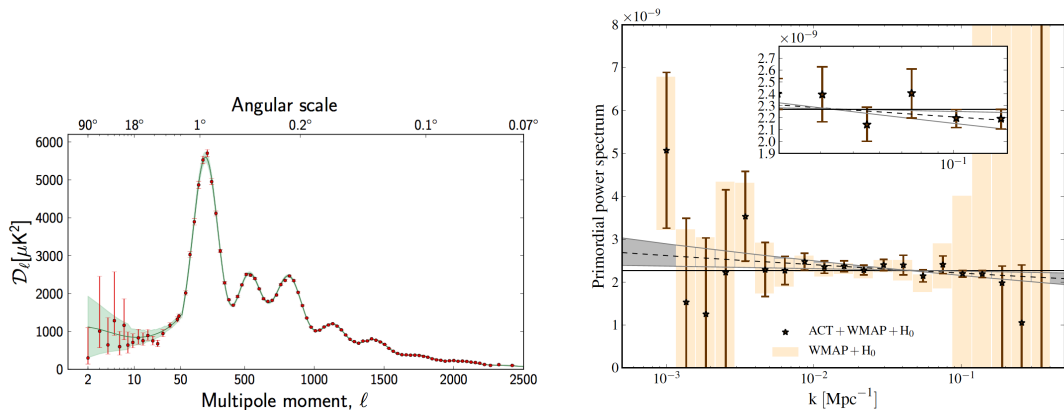 Angular scale
90° 18° 1° 0.2° 0.1° 0.07°
6000
5000
4000
3000
2000
1000
0
𝒟ℓ[μK²]
2 10 50 500 1000 1500 2000 2500
Multipole moment, ℓ
×10⁻⁹
8
7
6
5
4
3
2
1
0
Primordial power spectrum
×10⁻⁹
2.8
2.7
2.6
2.5
2.4
2.3
2.2
2.1
2.0
1.9
10⁻¹
ACT+WMAP+H₀
WMAP+H₀
10⁻³ 10⁻² 10⁻¹
k [Mpc⁻¹]